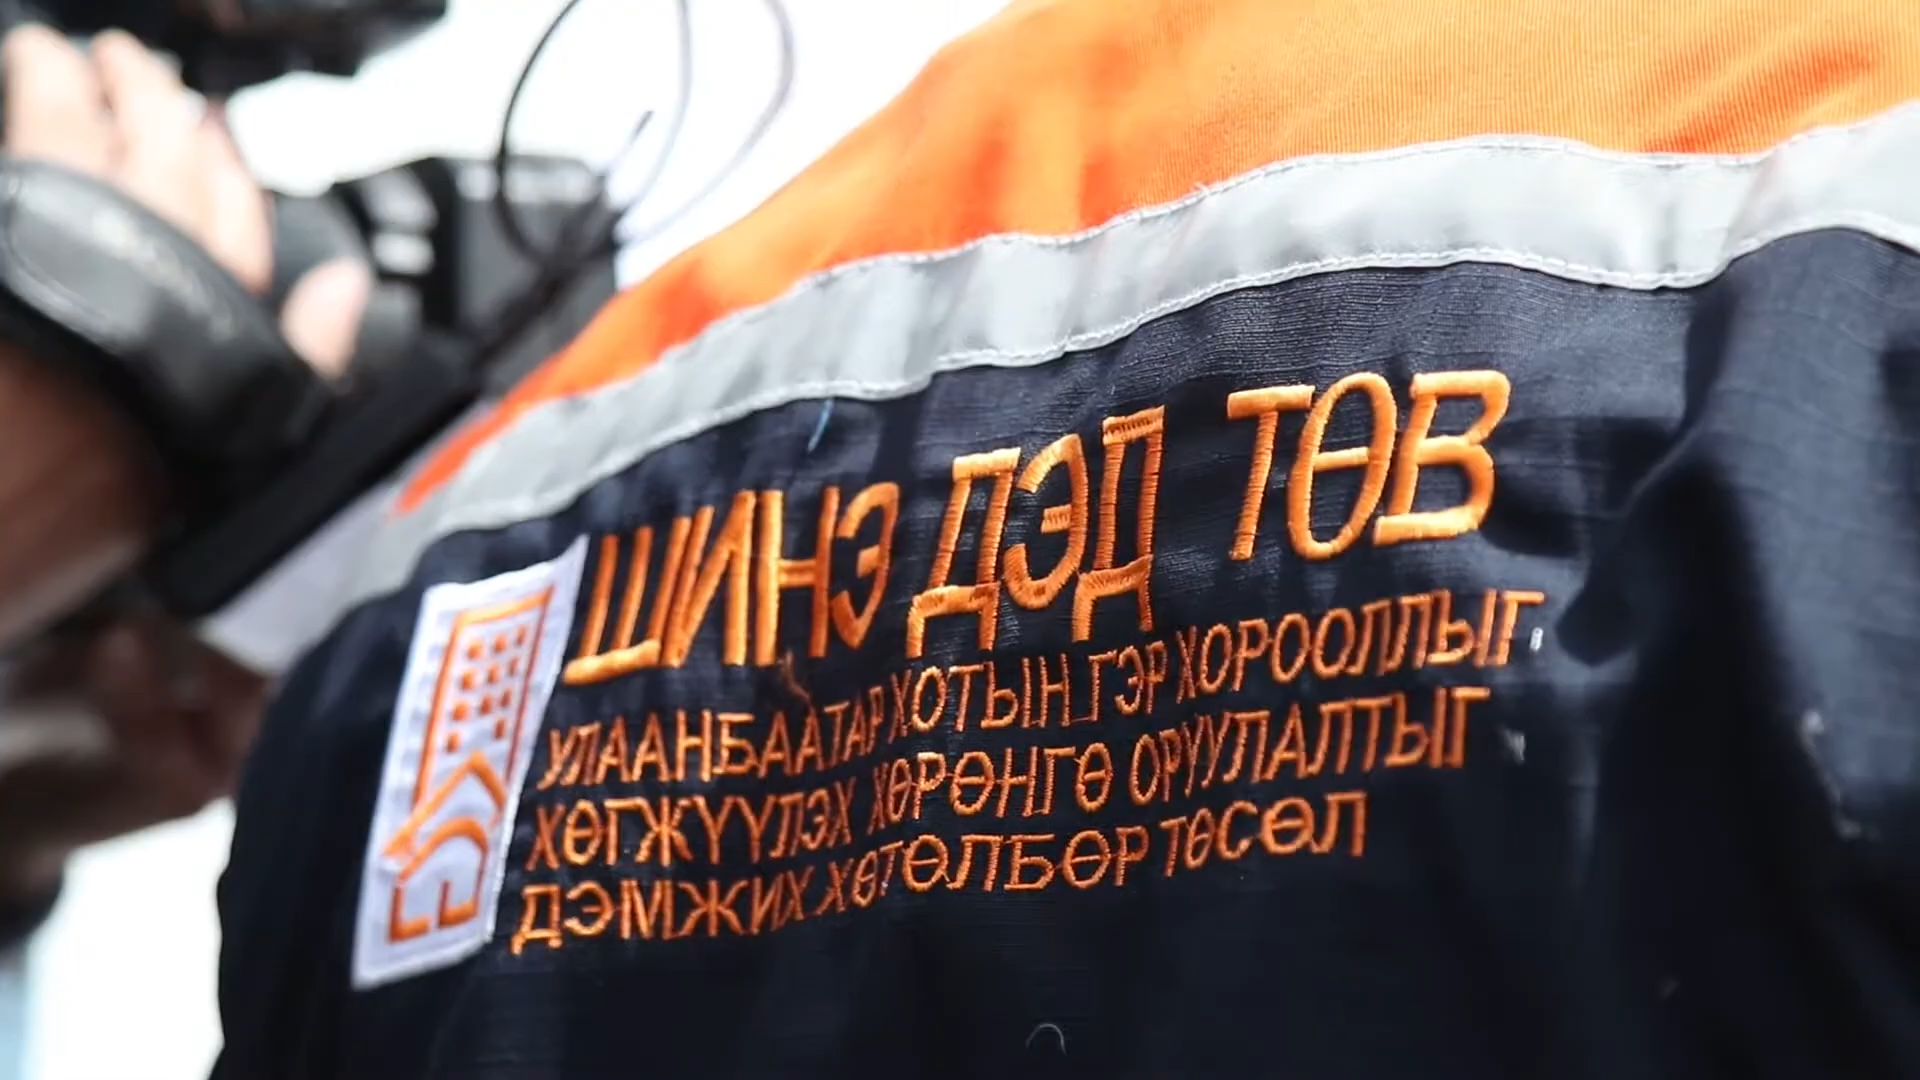 ШИНЭ ДЭД ТӨВ
УЛААНБААТАР ХОТЫН ГЭР ХОРООЛЛЫГ
ХӨГЖҮҮЛЭХ ХӨРӨНГӨ ОРУУЛАЛТЫГ
ДЭМЖИХ ХӨТӨЛБӨР ТӨСӨЛ